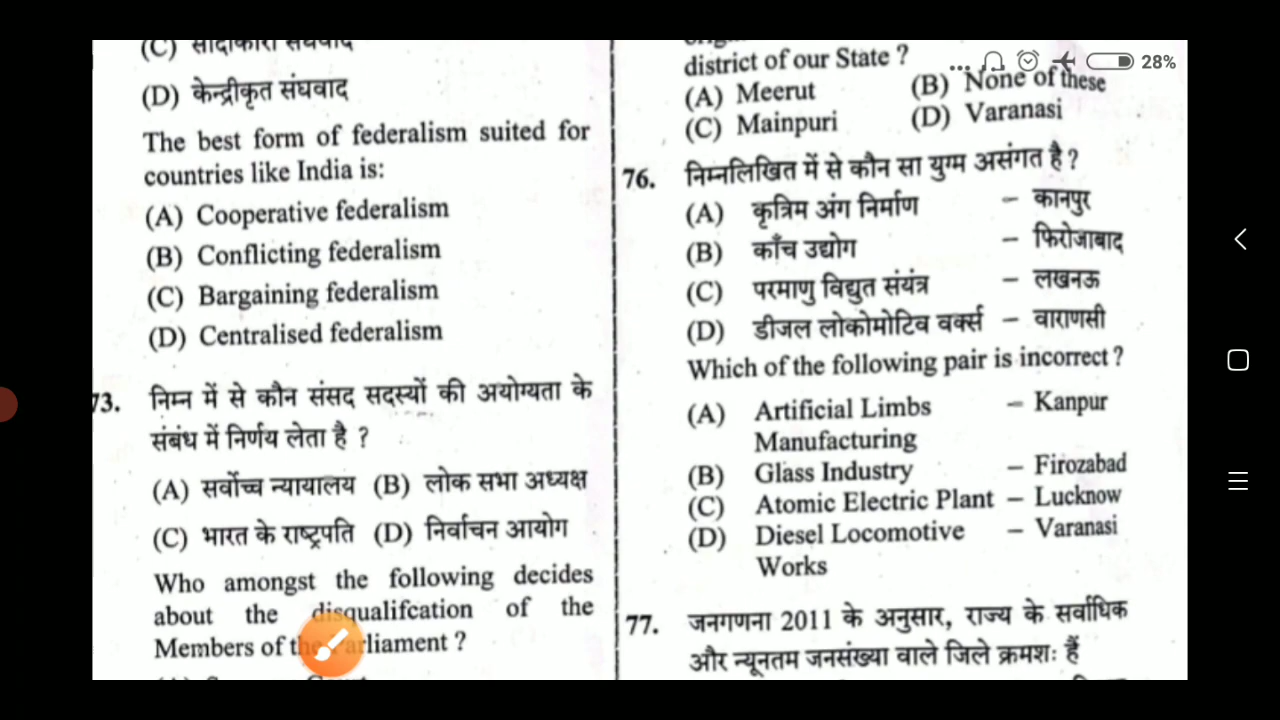 (C) सौदाकारी संघवाद
(D) केन्द्रीकृत संघवाद
The best form of federalism suited for
countries like India is:
(A) Cooperative federalism
(B) Conflicting federalism
(C) Bargaining federalism
(D) Centralised federalism
73. निम्न में से कौन संसद सदस्यों की अयोग्यता के
संबंध में निर्णय लेता है ?
(A) सर्वोच्च न्यायालय (B) लोक सभा अध्यक्ष
(C) भारत के राष्ट्रपति (D) निर्वाचन आयोग
Who amongst the following decides
about the disqualifcation of the
Members of the Parliament ?
district of our State ?
(A) Meerut (B) None of these
(C) Mainpuri (D) Varanasi
76. निम्नलिखित में से कौन सा युग्म असंगत है ?
(A) कृत्रिम अंग निर्माण – कानपुर
(B) काँच उद्योग – फिरोजाबाद
(C) परमाणु विद्युत संयंत्र – लखनऊ
(D) डीजल लोकोमोटिव वर्क्स – वाराणसी
Which of the following pair is incorrect ?
(A) Artificial Limbs – Kanpur
Manufacturing
(B) Glass Industry – Firozabad
(C) Atomic Electric Plant – Lucknow
(D) Diesel Locomotive – Varanasi
Works
77. जनगणना 2011 के अनुसार, राज्य के सर्वाधिक
और न्यूनतम जनसंख्या वाले जिले क्रमशः हैं
28%